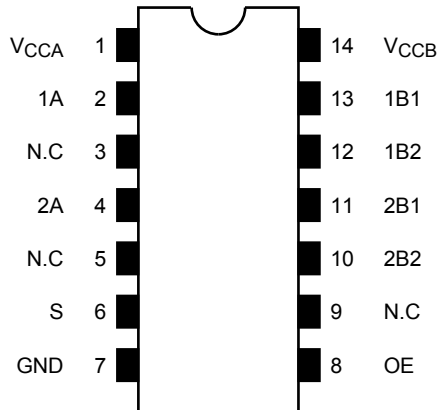 VCCA 1 14 VCCB
1A 2 13 1B1
N.C 3 12 1B2
2A 4 11 2B1
N.C 5 10 2B2
S 6 9 N.C
GND 7 8 OE